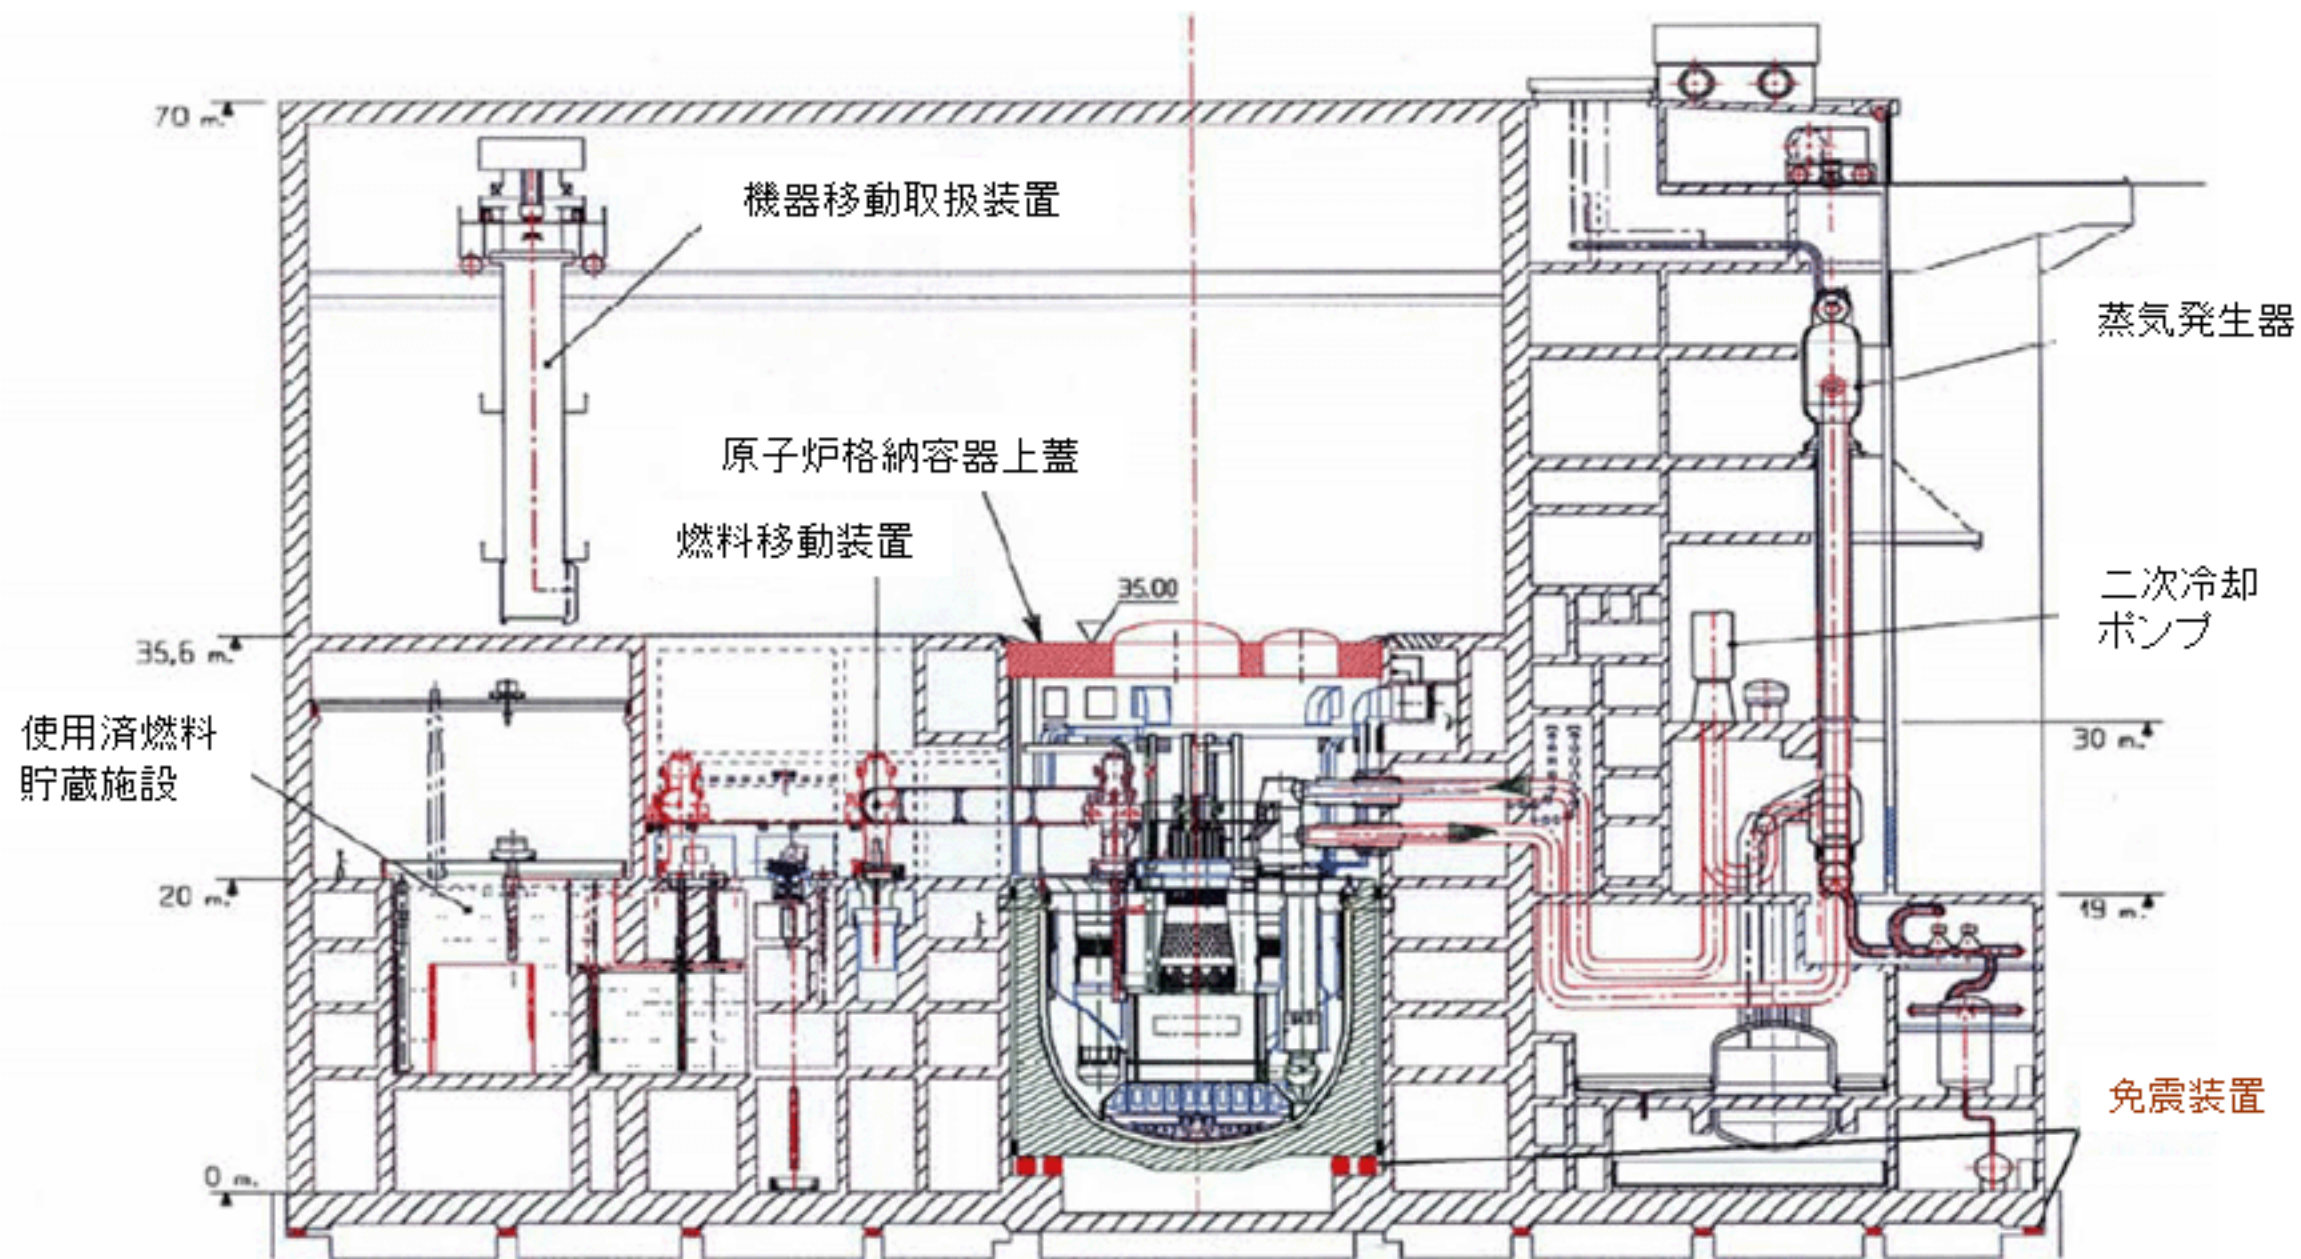 70 m.
機器移動取扱装置
蒸気発生器
原子炉格納容器上蓋
燃料移動装置
35.00
二次冷却
ポンプ
35,6 m.
使用済燃料
貯蔵施設
30 m.
20 m.
19 m.
免震装置
0 m.